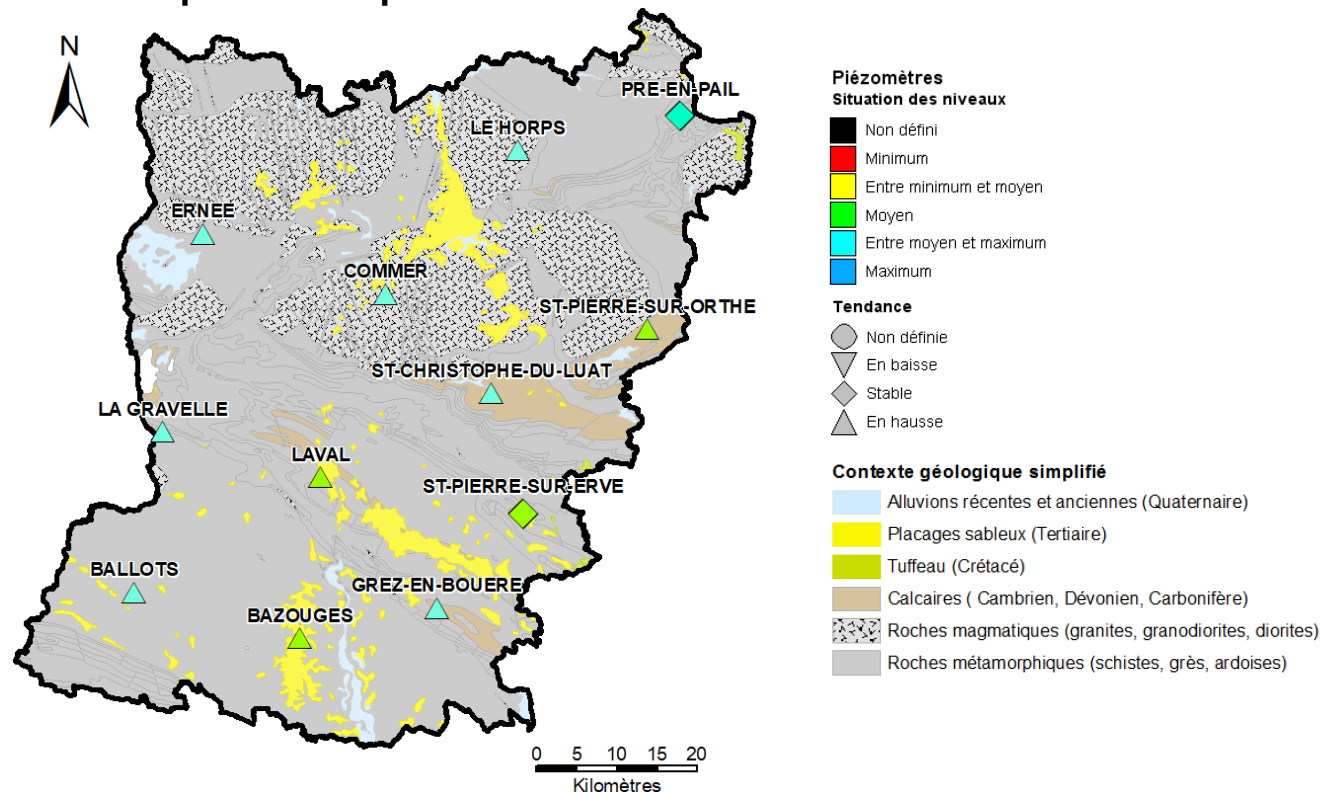 N
PRE-EN-PAIL
LE HORPS
ERNEE
COMMER
ST-PIERRE-SUR-ORTHE
ST-CHRISTOPHE-DU-LUAT
LA GRAVELLE
LAVAL
ST-PIERRE-SUR-ERVE
BALLOTS
GREZ-EN-BOUERE
BAZOUGES
0 5 10 15 20
Kilomètres
Piézomètres
Situation des niveaux
Non défini
Minimum
Entre minimum et moyen
Moyen
Entre moyen et maximum
Maximum
Tendance
Non définie
En baisse
Stable
En hausse
Contexte géologique simplifié
Alluvions récentes et anciennes (Quaternaire)
Placages sableux (Tertiaire)
Tuffeau (Crétacé)
Calcaires ( Cambrien, Dévonien, Carbonifère)
Roches magmatiques (granites, granodiorites, diorites)
Roches métamorphiques (schistes, grès, ardoises)